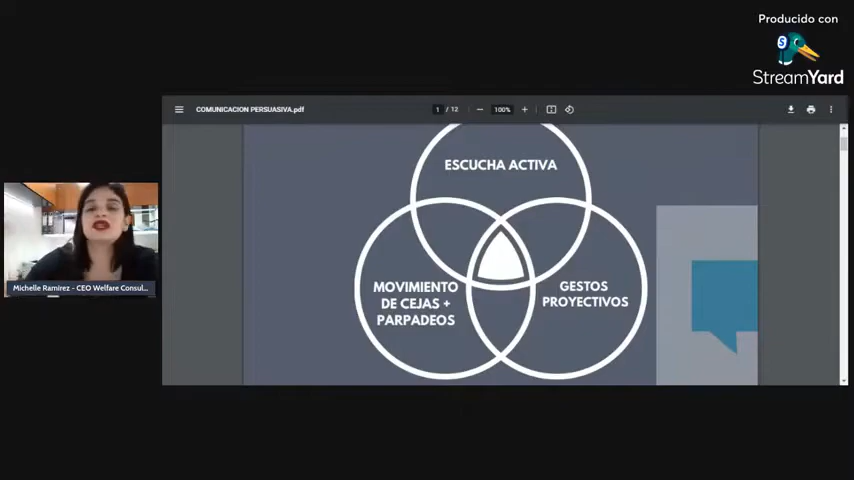 Producido con
StreamYard
COMUNICACION PERSUASIVA.pdf
1 / 12
100%
ESCUCHA ACTIVA
MOVIMIENTO
DE CEJAS +
PARPADEOS
GESTOS
PROYECTIVOS
Michelle Ramirez - CEO Welfare Consul...